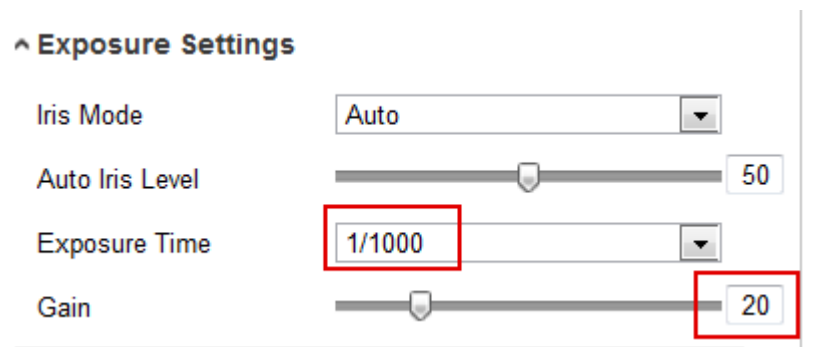 Exposure Settings
Iris Mode Auto
Auto Iris Level 50
Exposure Time 1/1000
Gain 20